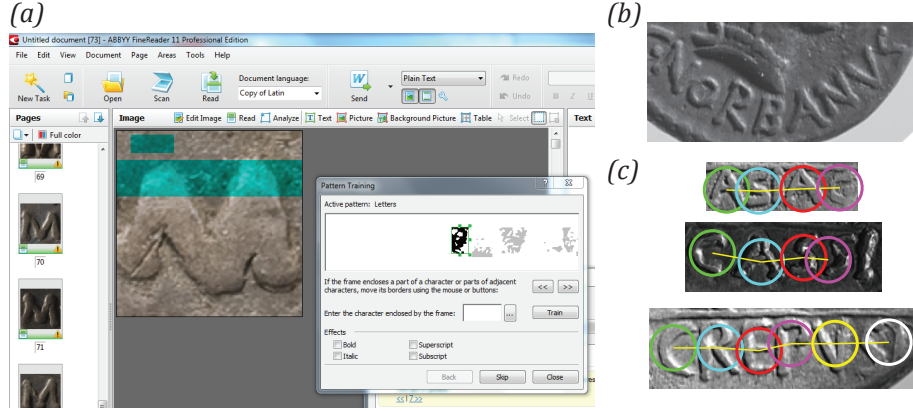 (a)
Untitled document [73] - ABBYY FineReader 11 Professional Edition
File Edit View Document Page Areas Tools Help
New Task Open Scan Read Document language: Copy of Latin Send Plain Text Redo Undo B I U
Pages Image Edit Image Read Analyze Text Picture Background Picture Table Select Text
Full color
69
70
71
Pattern Training
Active pattern: Letters
If the frame encloses a part of a character or parts of adjacent
characters, move its borders using the mouse or buttons:
<< >>
Enter the character enclosed by the frame: ... Train
Effects
Bold Superscript
Italic Subscript
Back Skip Close
<< | 7 >>
(b)
(c)